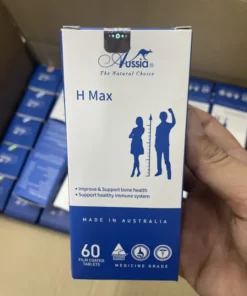 Aussia®
The Natural Choice
H Max
• Improve & Support bone health
• Support healthy immune system
MADE IN AUSTRALIA
60
FILM COATED
TABLETS
MEDICINE GRADE